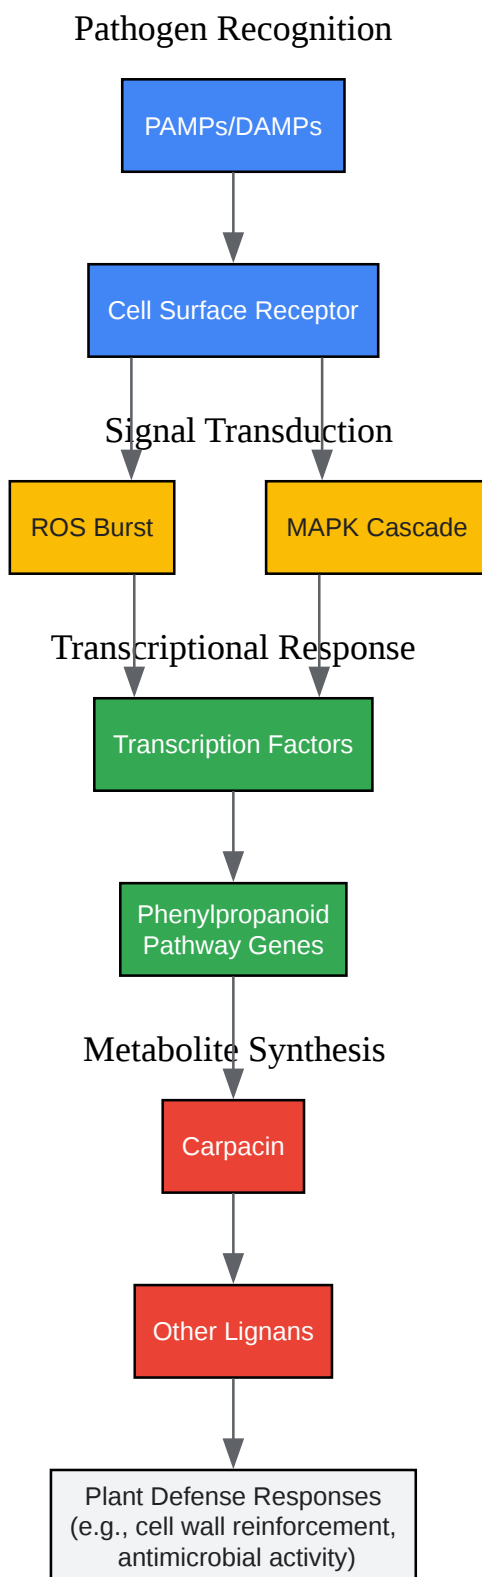 Pathogen Recognition
PAMPs/DAMPs
Cell Surface Receptor
Signal Transduction
ROS Burst
MAPK Cascade
Transcriptional Response
Transcription Factors
Phenylpropanoid
Pathway Genes
Metabolite Synthesis
Carpacin
Other Lignans
Plant Defense Responses
(e.g., cell wall reinforcement,
antimicrobial activity)